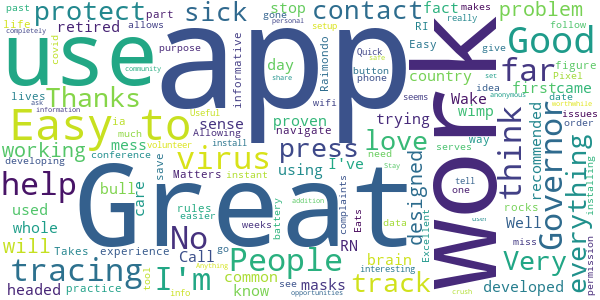 past
protect
sick
contact
fact
makes
problem
life
covid
retired
part
allows
stop
gone
setup
RI
really
follow
use
app
Work
Good
Thanks
purpose
informative
day
Raimondo
Quick
button
phone
Easy
give
country
idea
figure
Pixel
far
firstcame
community
share
personal
safe
completely
lives
ask
information
Easy to
ia
much
Allowing
sense
proven
navigate
wifi
seems
set
anonymous
Wake
wimp
date
worthwhile
issues
order
working
mess
developing
conference
volunteer
install
Useful
press
trying
love
way
serves
think
Governor
recommended
everything
virus
Matters
instant
using
I've
need
Stay
designed
help
bull
care
save
rules
easier
weeks
battery
complaints
Eats
data
Excellent
tell
one
rocks
Well
miss
installing
permission
used
whole
Great
No
People
brain
will
Takes
experience
Call
go
RN
common
know
see
masks
interesting
user
Very
tracing
I'm
track
headed
practice
tool
info
Anything
addition
opportunities
crush
developed